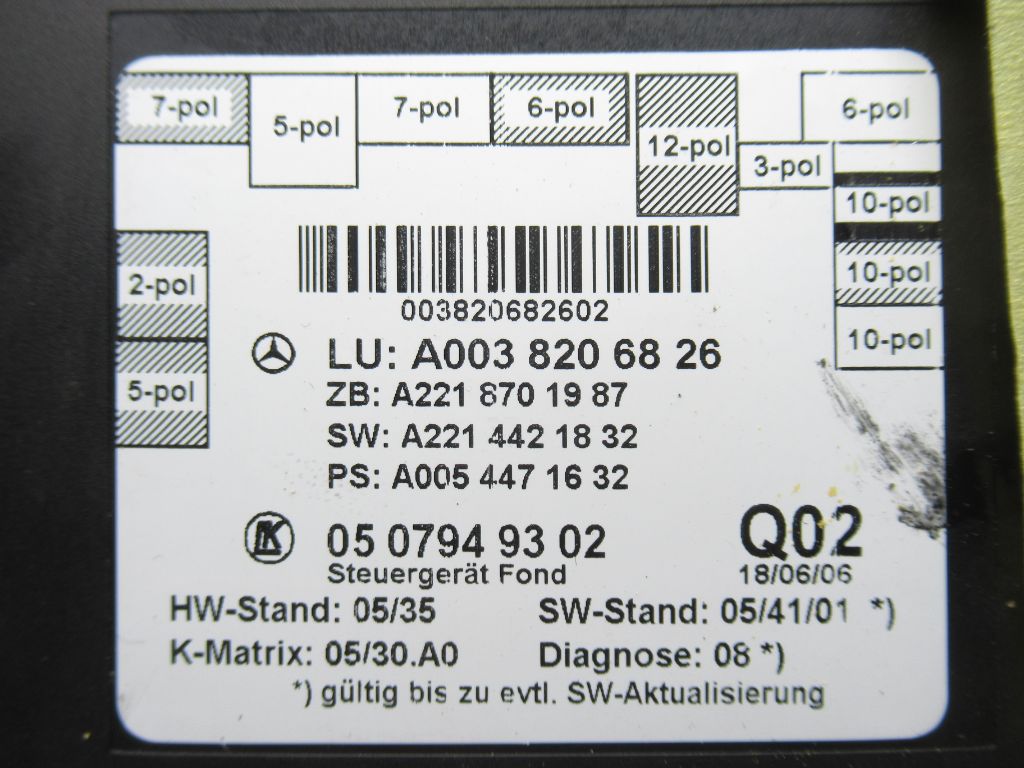 7-pol
5-pol
7-pol
6-pol
12-pol
3-pol
6-pol
10-pol
10-pol
10-pol
2-pol
5-pol
003820682602
LU: A003 820 68 26
ZB: A221 870 19 87
SW: A221 442 18 32
PS: A005 447 16 32
05 0794 93 02
Q02
Steuergerät Fond
18/06/06
HW-Stand: 05/35
SW-Stand: 05/41/01 *)
K-Matrix: 05/30.A0
Diagnose: 08 *)
*) gültig bis zu evtl. SW-Aktualisierung